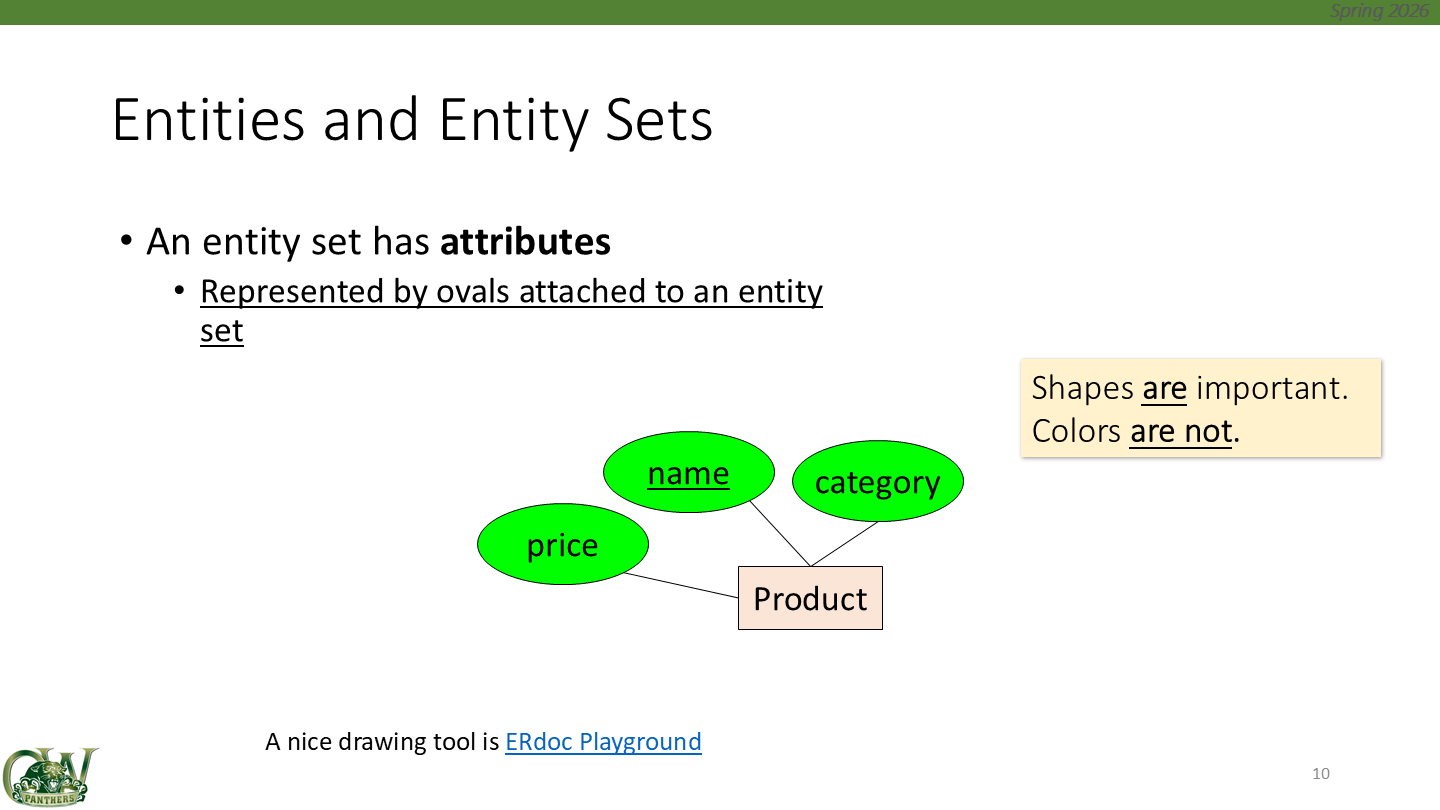 Spring 2026
Entities and Entity Sets
• An entity set has attributes
• Represented by ovals attached to an entity
set
Shapes are important.
Colors are not.
name
category
price
Product
A nice drawing tool is ERdoc Playground
OW
PANTHERS
10